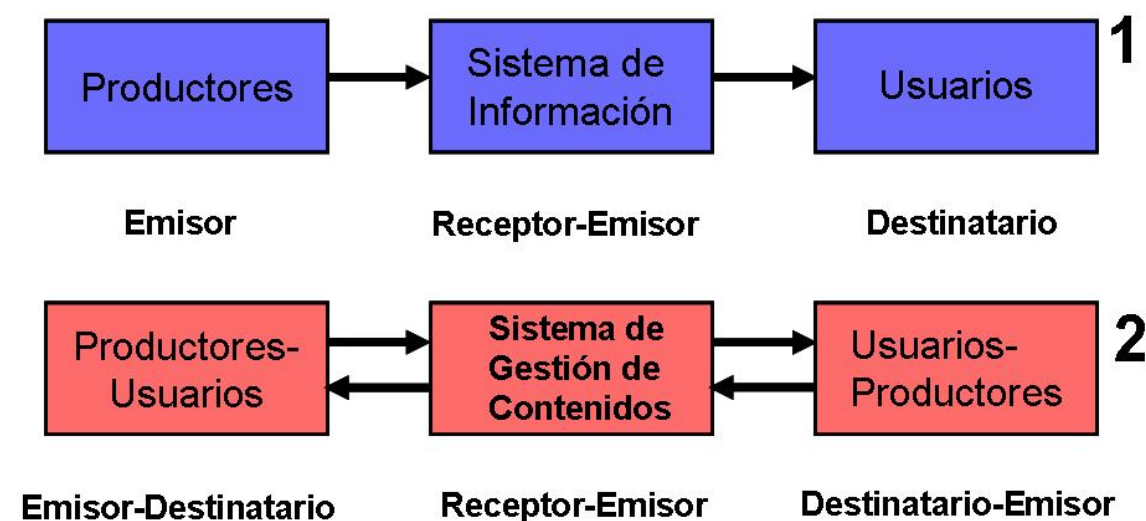 Productores
Sistema de
Información
Usuarios
1
Emisor
Receptor-Emisor
Destinatario
Productores-
Usuarios
Sistema de
Gestión de
Contenidos
Usuarios-
Productores
2
Emisor-Destinatario
Receptor-Emisor
Destinatario-Emisor